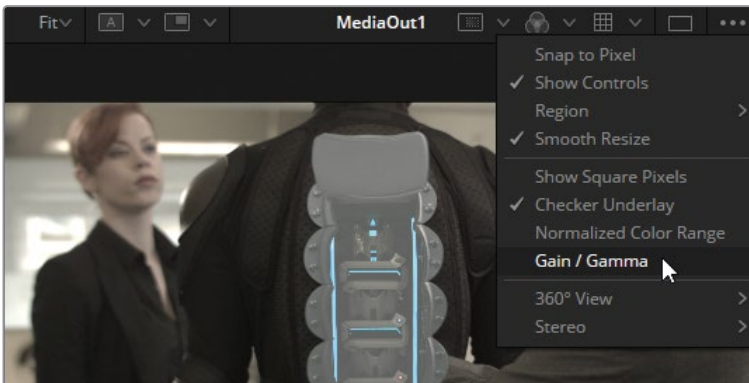 Fit A MediaOut1
Snap to Pixel
Show Controls
Region
Smooth Resize
Show Square Pixels
Checker Underlay
Normalized Color Range
Gain / Gamma
360° View
Stereo